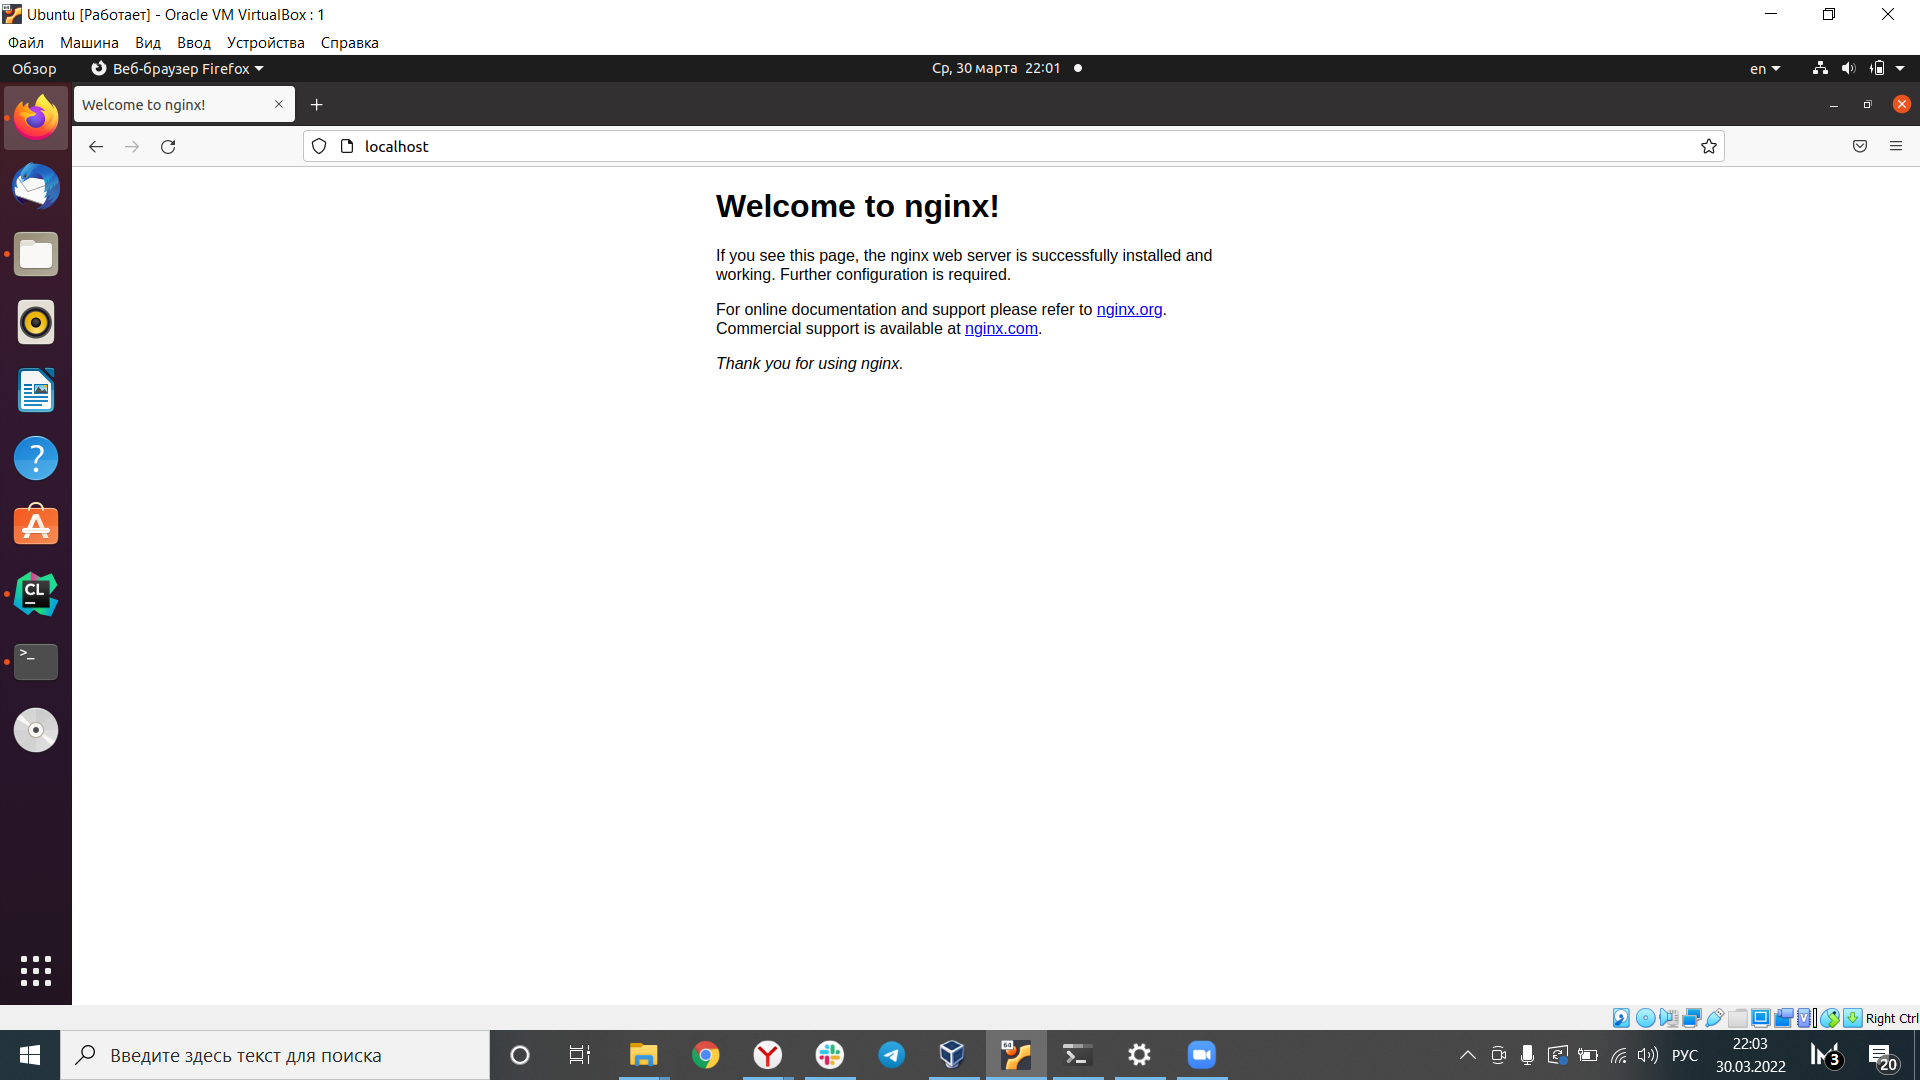 Ubuntu [Работает] - Oracle VM VirtualBox : 1
Файл Машина Вид Ввод Устройства Справка
Обзор Веб-браузер Firefox Ср, 30 марта 22:01 en
Welcome to nginx!
localhost
Welcome to nginx!
If you see this page, the nginx web server is successfully installed and
working. Further configuration is required.
For online documentation and support please refer to nginx.org.
Commercial support is available at nginx.com.
Thank you for using nginx.
CL
>_
Right Ctrl
Введите здесь текст для поиска
64
РУС
22:03
30.03.2022
3
20